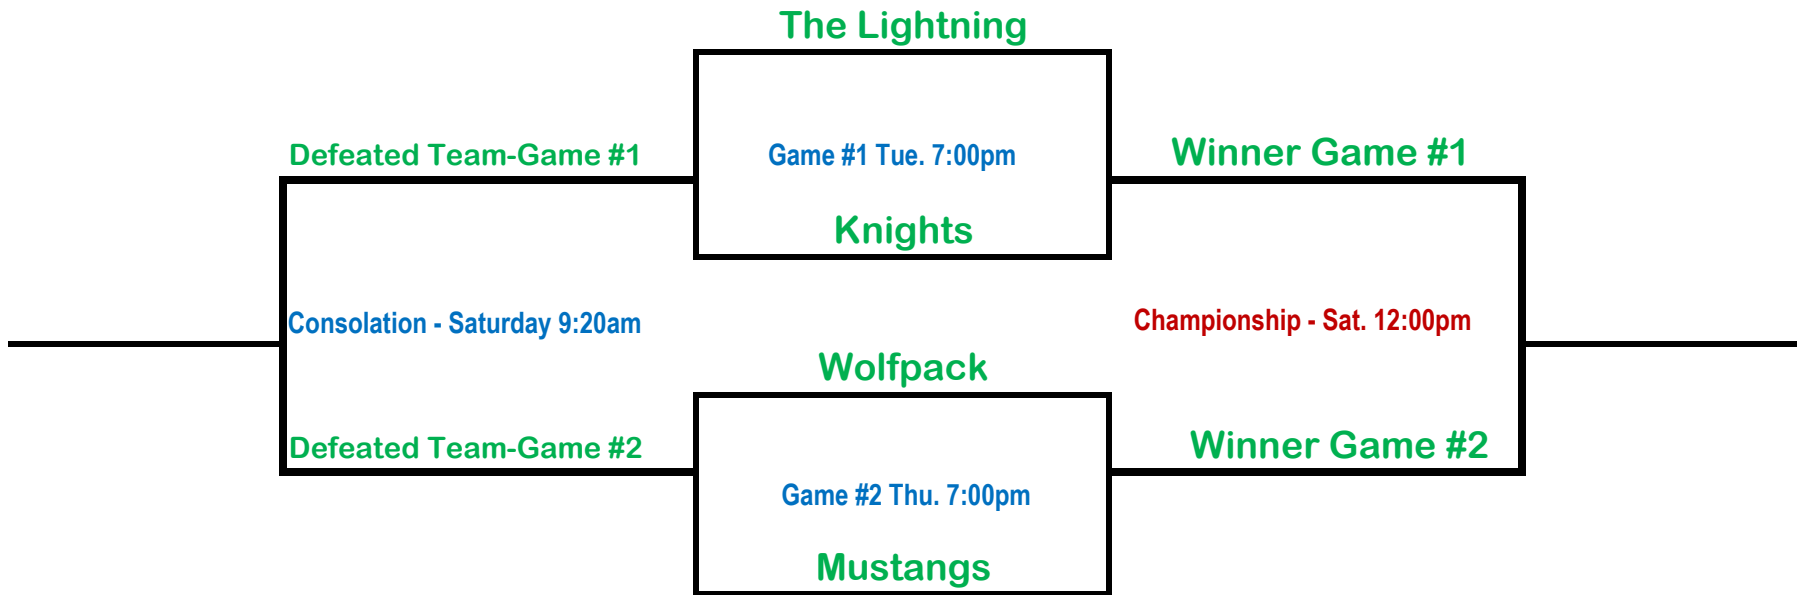 The Lightning
Defeated Team-Game #1
Game #1 Tue. 7:00pm
Winner Game #1
Knights
Consolation - Saturday 9:20am
Championship - Sat. 12:00pm
Wolfpack
Defeated Team-Game #2
Winner Game #2
Game #2 Thu. 7:00pm
Mustangs